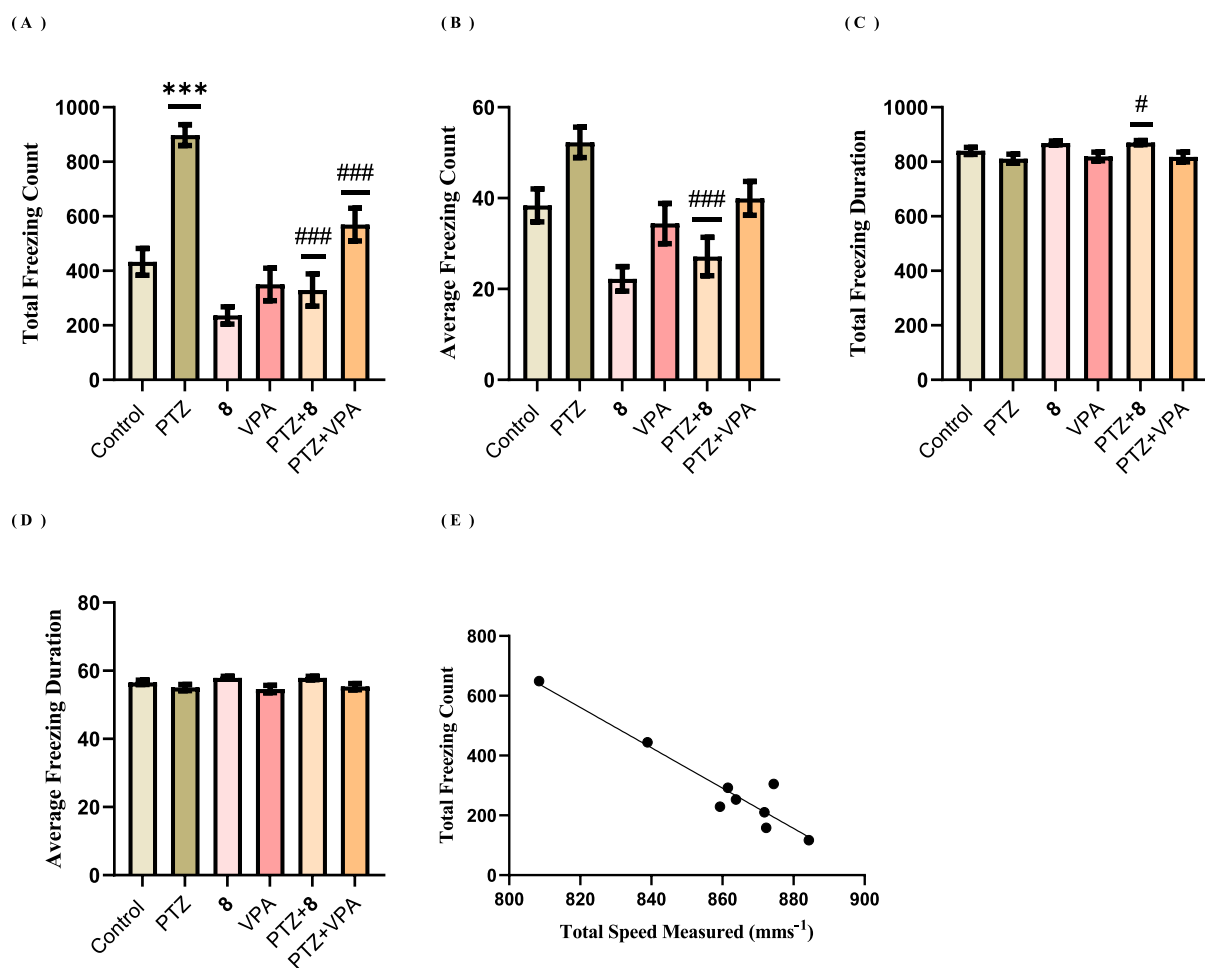 ( A )
Total Freezing Count
1000
800
600
400
200
0
***
###
###
Control
PTZ
8
VPA
PTZ+8
PTZ+VPA
( B )
Average Freezing Count
60
40
20
0
###
Control
PTZ
8
VPA
PTZ+8
PTZ+VPA
( C )
Total Freezing Duration
1000
800
600
400
200
0
#
Control
PTZ
8
VPA
PTZ+8
PTZ+VPA
( D )
Average Freezing Duration
80
60
40
20
0
Control
PTZ
8
VPA
PTZ+8
PTZ+VPA
( E )
Total Freezing Count
800
600
400
200
0
800 820 840 860 880 900
Total Speed Measured (mms⁻¹)